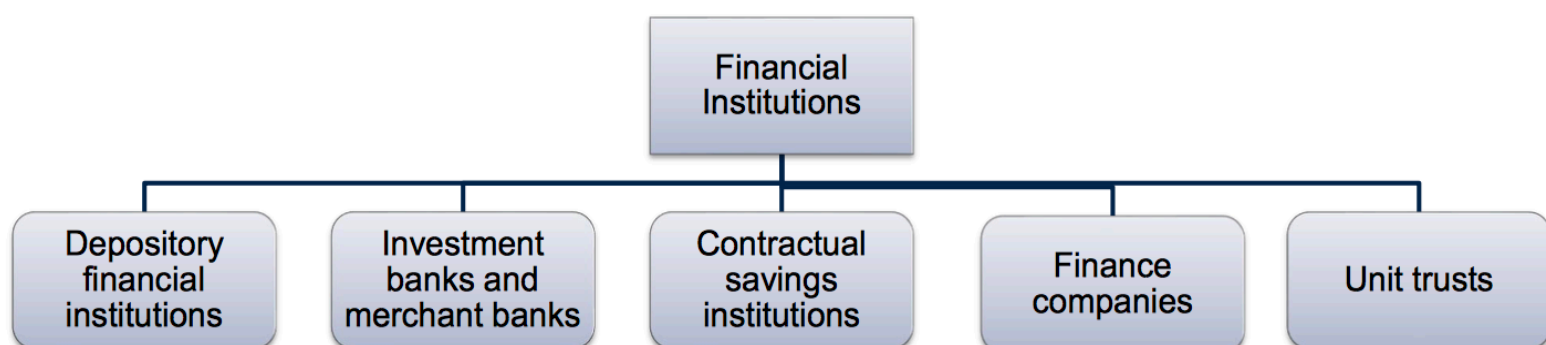 Financial
Institutions
Depository
financial
institutions
Investment
banks and
merchant banks
Contractual
savings
institutions
Finance
companies
Unit trusts